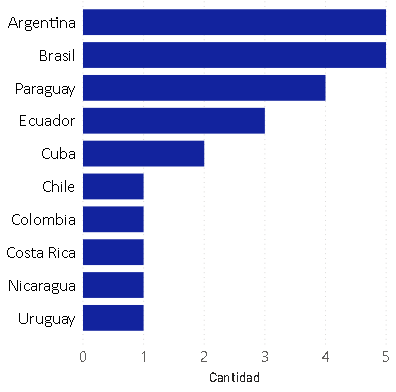 Argentina
Brasil
Paraguay
Ecuador
Cuba
Chile
Colombia
Costa Rica
Nicaragua
Uruguay
0 1 2 3 4 5
Cantidad